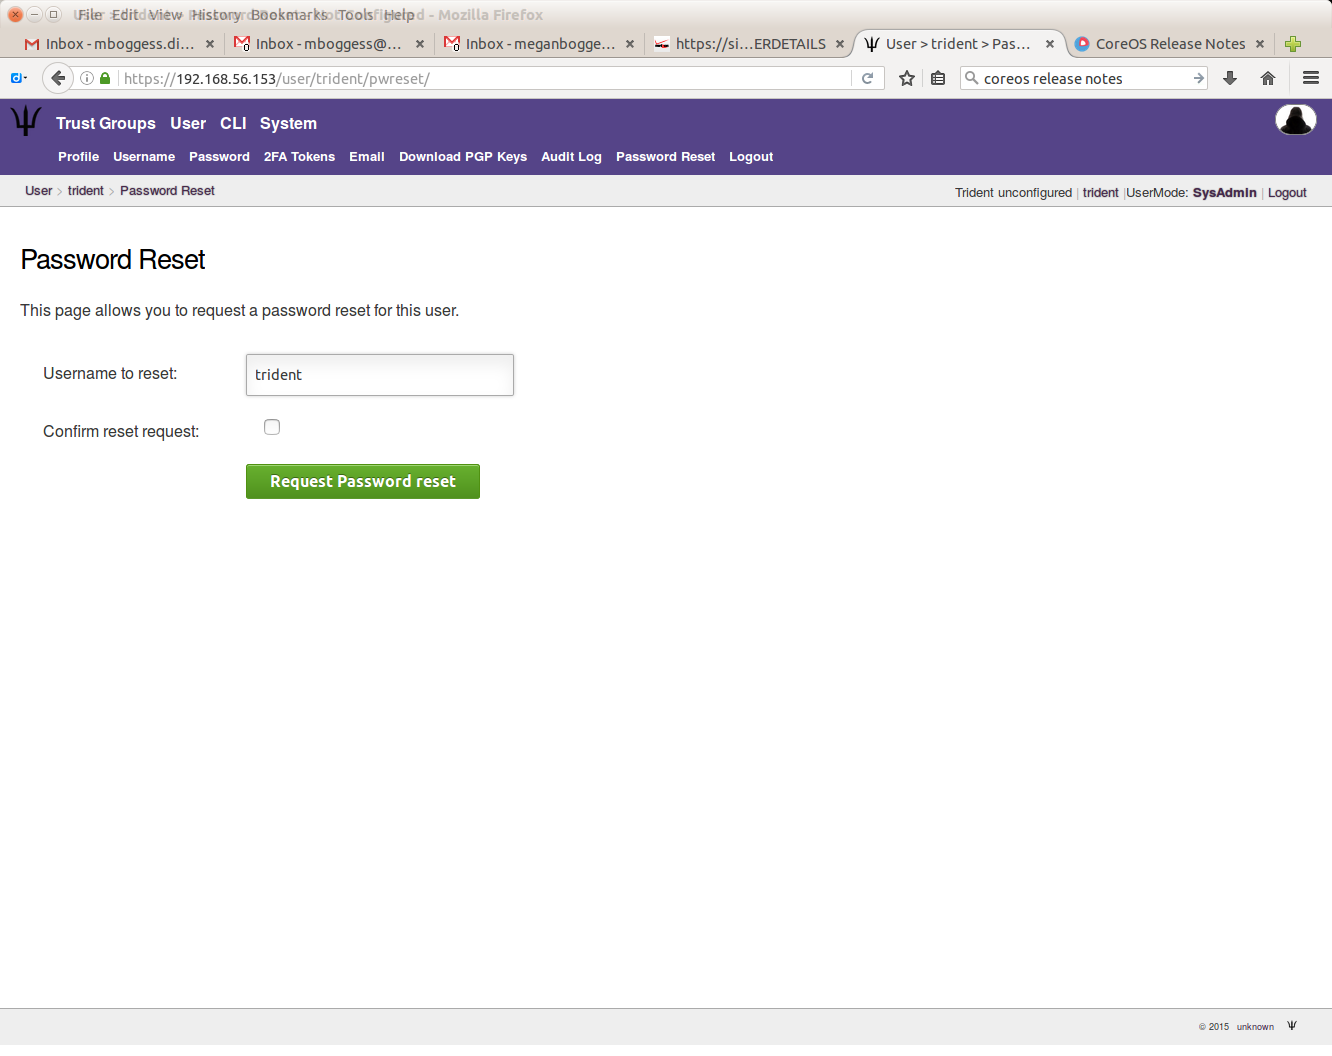 File Edit View History Bookmarks Tools Help
- Mozilla Firefox
Inbox - mboggess.di...
Inbox - mboggess@...
Inbox - meganbogge...
https://si...ERDETAILS
User > trident > Pas...
CoreOS Release Notes
https://192.168.56.153/user/trident/pwreset/
coreos release notes
Trust Groups User CLI System
Profile Username Password 2FA Tokens Email Download PGP Keys Audit Log Password Reset Logout
User > trident > Password Reset
Trident unconfigured | trident |UserMode: SysAdmin | Logout
Password Reset
This page allows you to request a password reset for this user.
Username to reset:
trident
Confirm reset request:
Request Password reset
© 2015 unknown